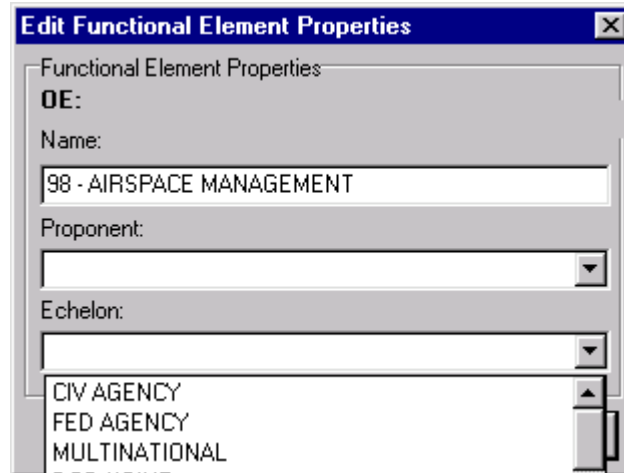 Edit Functional Element Properties
Functional Element Properties
OE:
Name:
98 - AIRSPACE MANAGEMENT
Proponent:
Echelon:
CIV AGENCY
FED AGENCY
MULTINATIONAL